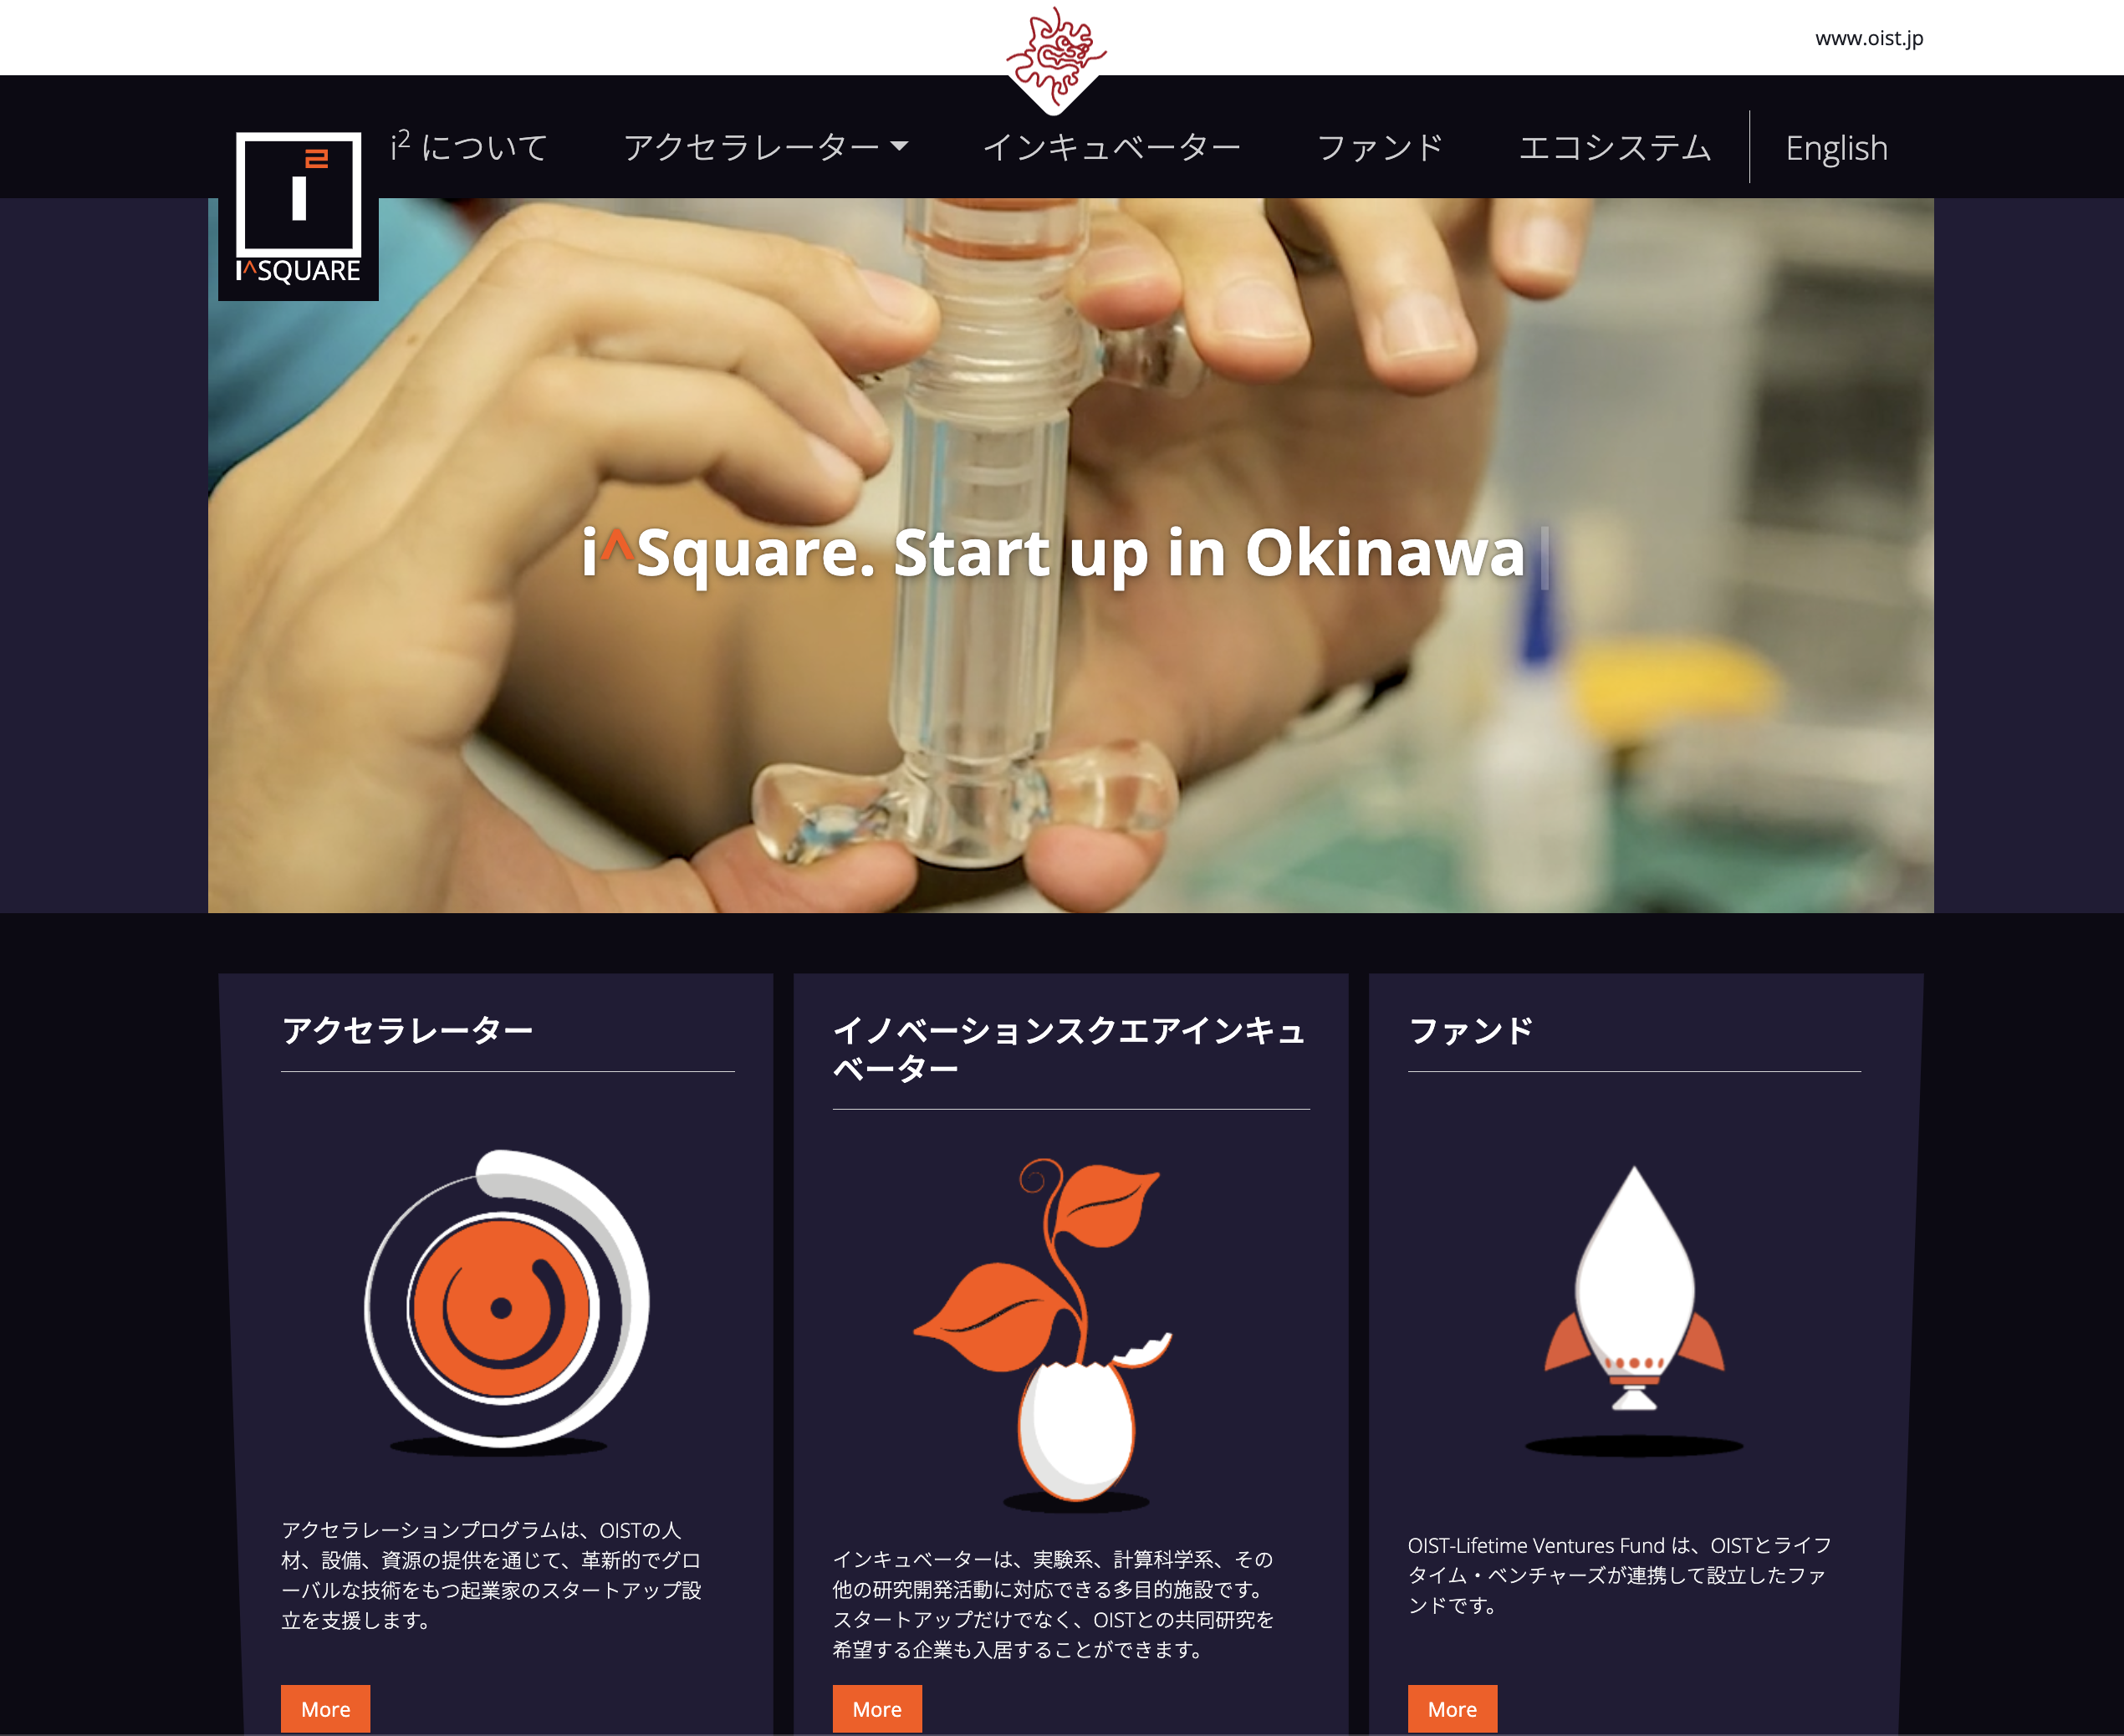 www.oist.jp
i² について
アクセラレーター
インキュベーター
ファンド
エコシステム
English
i²
I^SQUARE
i^Square. Start up in Okinawa
アクセラレーター
アクセラレーションプログラムは、OISTの人
材、設備、資源の提供を通じて、革新的でグロ
ーバルな技術をもつ起業家のスタートアップ設
立を支援します。
More
イノベーションスクエアインキュ
ベーター
インキュベーターは、実験系、計算科学系、その
他の研究開発活動に対応できる多目的施設です。
スタートアップだけでなく、OISTとの共同研究を
希望する企業も入居することができます。
More
ファンド
OIST-Lifetime Ventures Fund は、OISTとライフ
タイム・ベンチャーズが連携して設立したファ
ンドです。
More